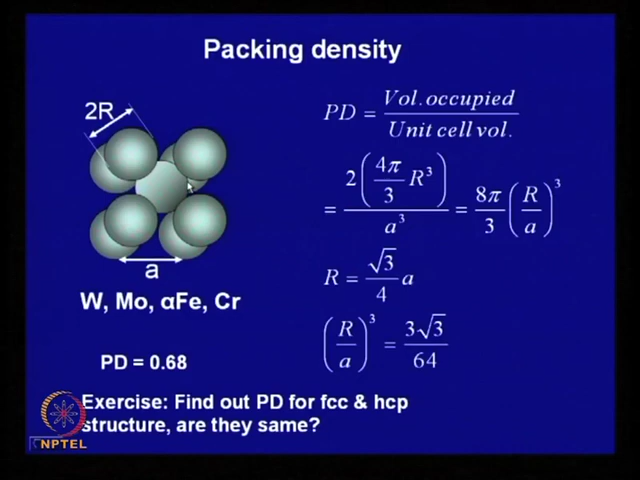 Packing density
2R
a
W, Mo, αFe, Cr
PD = 0.68
PD = Vol.occupied / Unit cell vol.
= 2(4π/3 R³) / a³ = 8π/3 (R/a)³
R = √3/4 a
(R/a)³ = 3√3/64
Exercise: Find out PD for fcc & hcp
structure, are they same?
NPTEL